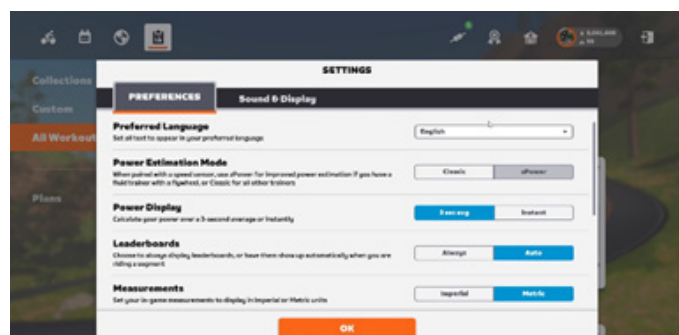 SETTINGS
PREFERENCES
Sound & Display
Collections
Custom
All Workout
Plans
Preferred Language
Set all text to appear in your preferred language
English
Power Estimation Mode
When paired with a speed sensor, use zPower for improved power estimation if you have a
fluid trainer with a flywheel, or Classic for all other trainers
Classic
zPower
Power Display
Calculate your power over a 3-second average or Instantly
3 sec avg
Instant
Leaderboards
Choose to always display leaderboards, or have them show up automatically when you are
riding a segment
Always
Auto
Measurements
Set your in-game measurements to display in Imperial or Metric units
Imperial
Metric
OK